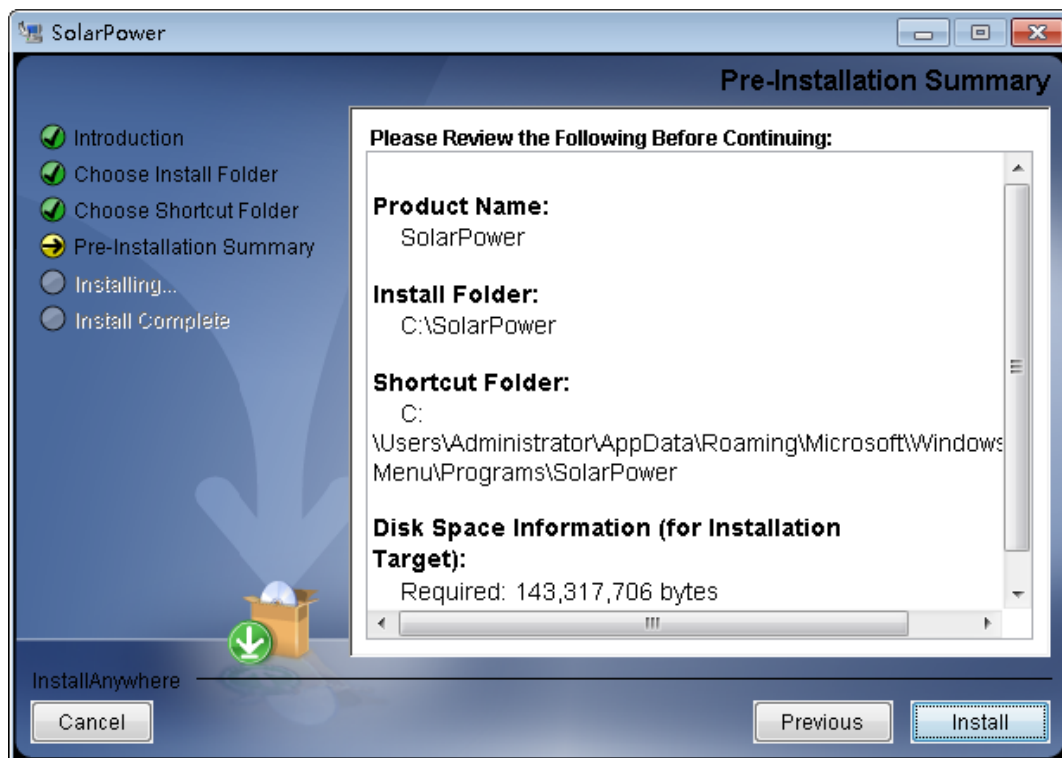 SolarPower
Pre-Installation Summary
Introduction
Choose Install Folder
Choose Shortcut Folder
Pre-Installation Summary
Installing...
Install Complete
Please Review the Following Before Continuing:
Product Name:
SolarPower
Install Folder:
C:\SolarPower
Shortcut Folder:
C:
\Users\Administrator\AppData\Roaming\Microsoft\Windows
Menu\Programs\SolarPower
Disk Space Information (for Installation
Target):
Required: 143,317,706 bytes
InstallAnywhere
Cancel
Previous
Install